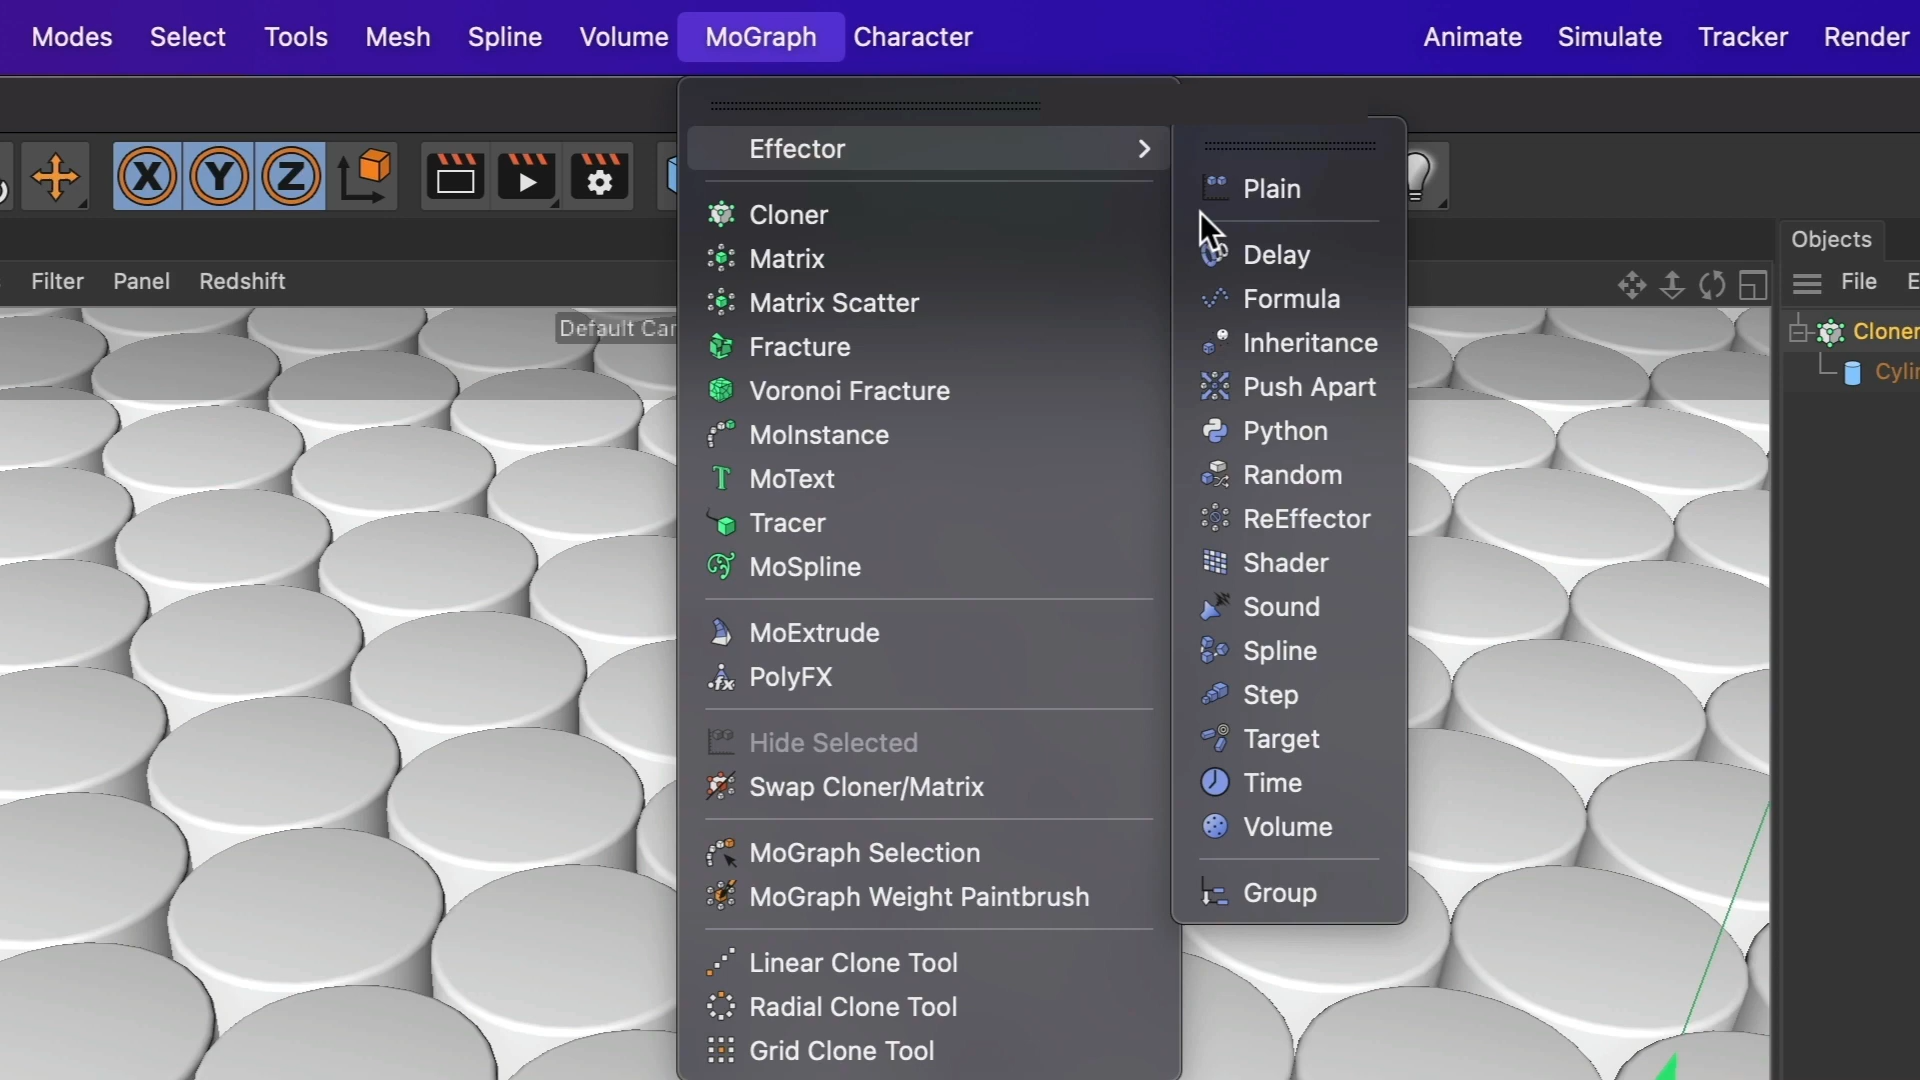 Modes Select Tools Mesh Spline Volume MoGraph Character Animate Simulate Tracker Render
X Y Z
Objects
Filter Panel Redshift
File
Default
Cloner
Effector
Cloner
Matrix
Matrix Scatter
Fracture
Voronoi Fracture
MoInstance
MoText
Tracer
MoSpline
MoExtrude
PolyFX
Hide Selected
Swap Cloner/Matrix
MoGraph Selection
MoGraph Weight Paintbrush
Linear Clone Tool
Radial Clone Tool
Grid Clone Tool
Plain
Delay
Formula
Inheritance
Push Apart
Python
Random
ReEffector
Shader
Sound
Spline
Step
Target
Time
Volume
Group